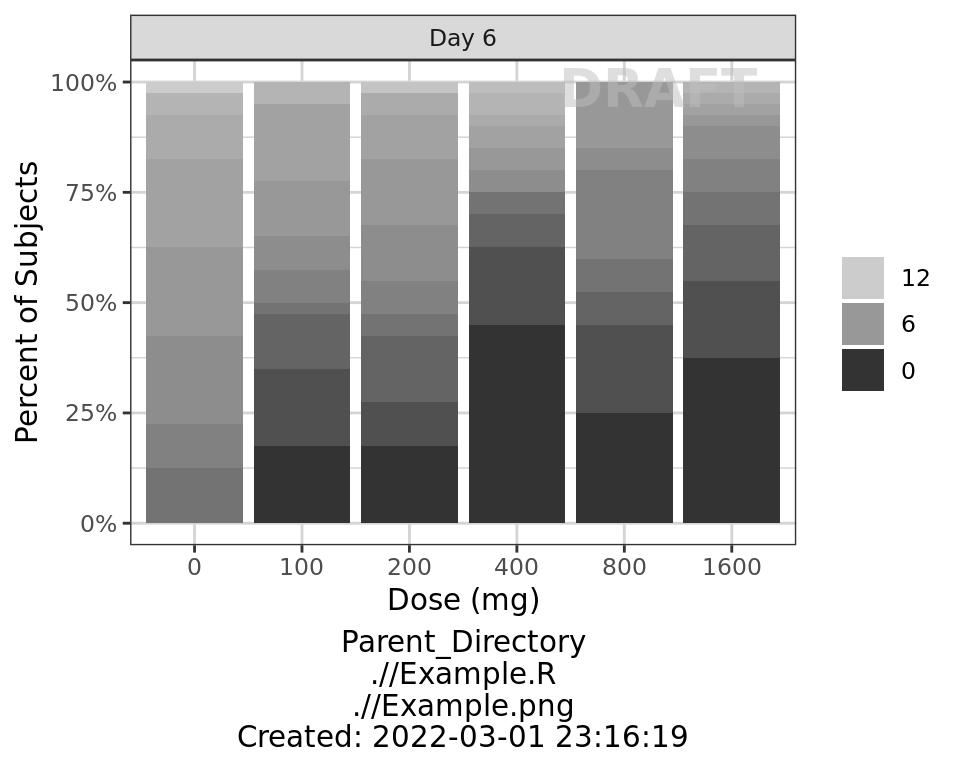 Day 6
DRAFT
100%
75%
50%
25%
0%
Percent of Subjects
12
6
0
0 100 200 400 800 1600
Dose (mg)
Parent_Directory
.//Example.R
.//Example.png
Created: 2022-03-01 23:16:19